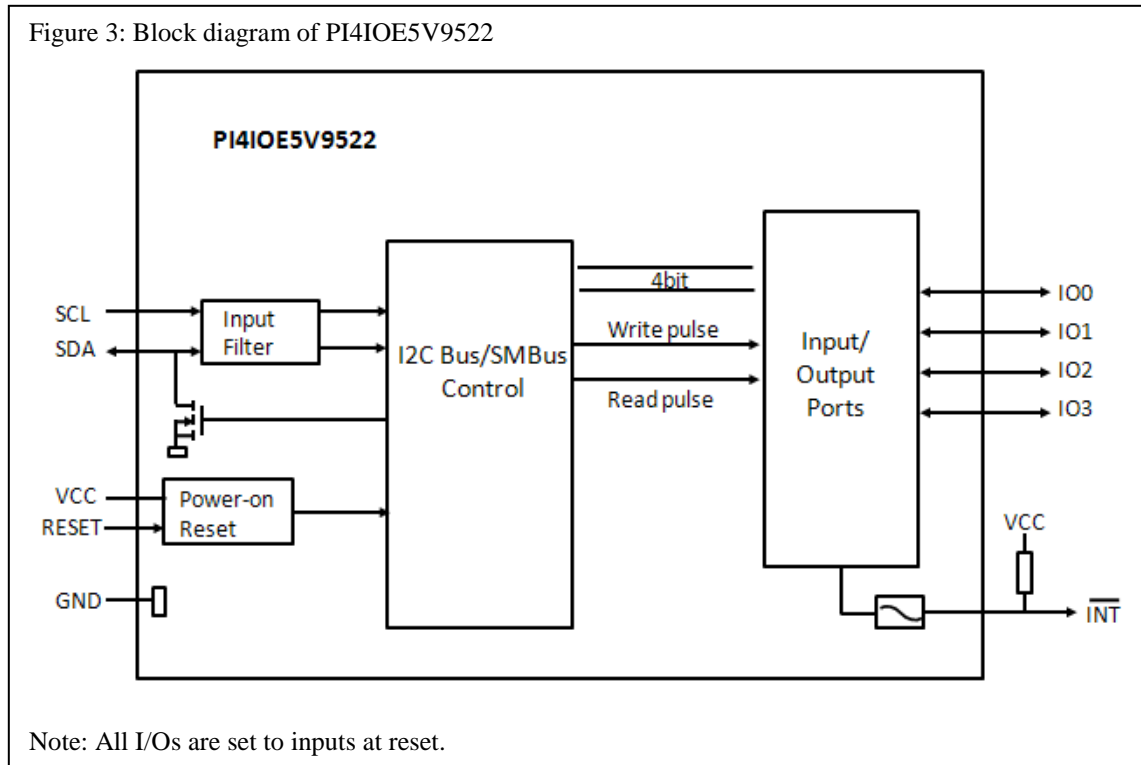 Figure 3: Block diagram of PI4IOE5V9522
PI4IOE5V9522
SCL
SDA
Input
Filter
I2C Bus/SMBus
Control
4bit
Write pulse
Read pulse
Input/
Output
Ports
IO0
IO1
IO2
IO3
VCC
RESET
Power-on
Reset
GND
VCC
INT
Note: All I/Os are set to inputs at reset.